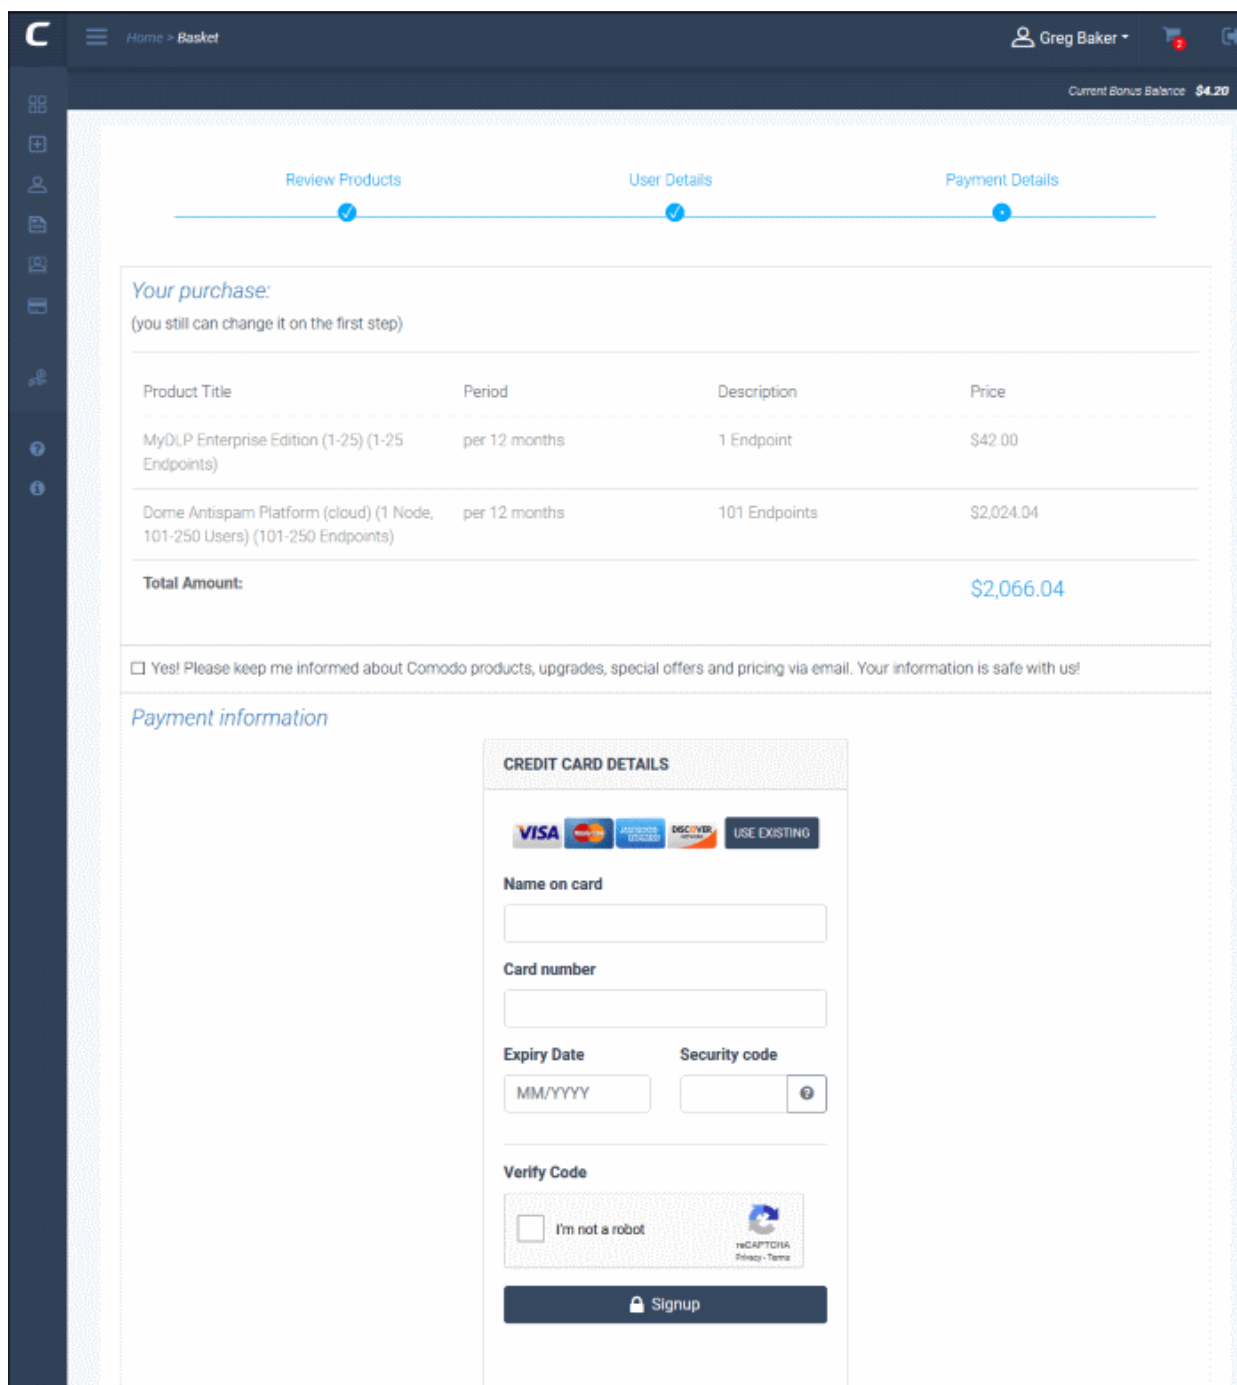 C
Home > Basket
Greg Baker
2
Current Bonus Balance $4.20
Review Products
User Details
Payment Details
Your purchase:
(you still can change it on the first step)
Product Title Period Description Price
MyDLP Enterprise Edition (1-25) (1-25 per 12 months 1 Endpoint $42.00
Endpoints)
Dome Antispam Platform (cloud) (1 Node, per 12 months 101 Endpoints $2,024.04
101-250 Users) (101-250 Endpoints)
Total Amount: $2,066.04
Yes! Please keep me informed about Comodo products, upgrades, special offers and pricing via email. Your information is safe with us!
Payment information
CREDIT CARD DETAILS
VISA MasterCard AMERICAN EXPRESS DISCOVER NETWORK USE EXISTING
Name on card
Card number
Expiry Date Security code
MM/YYYY
Verify Code
I'm not a robot
reCAPTCHA
Privacy - Terms
Signup